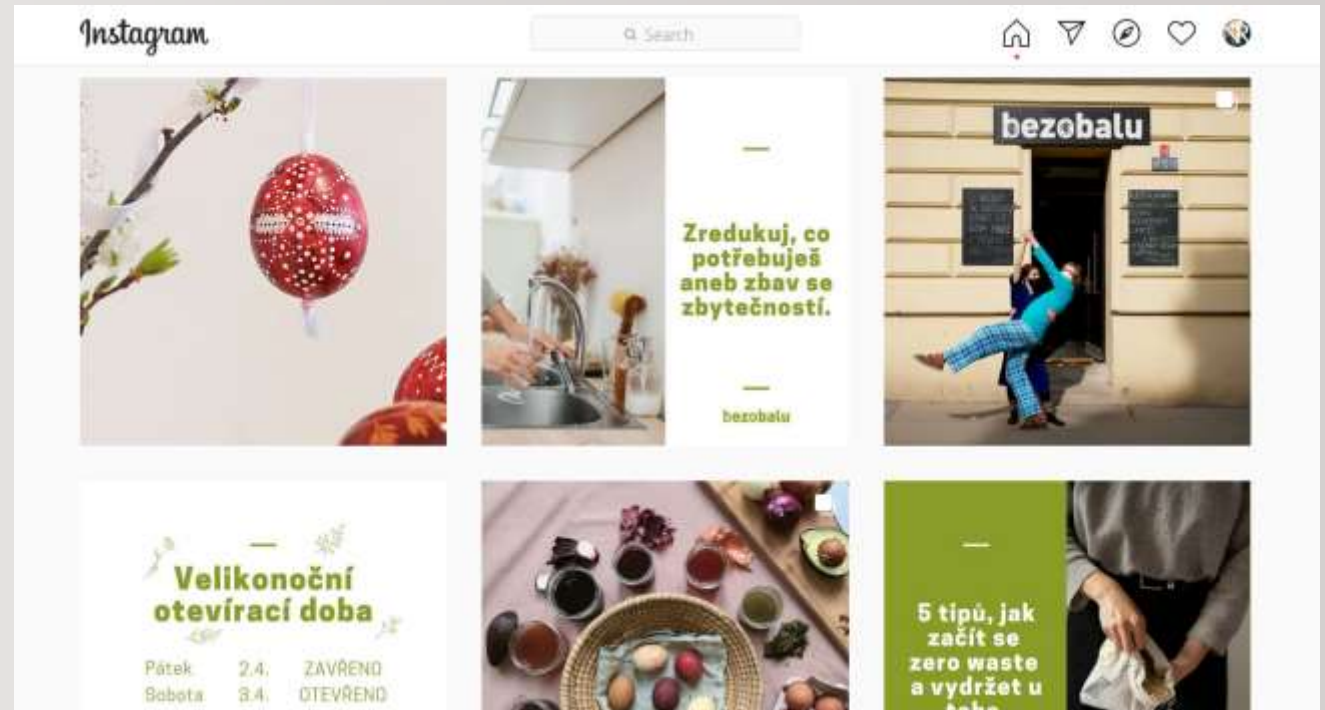 Instagram
Search
bezobalu
Zredukuj, co
potřebuješ
aneb zbav se
zbytečností.
bezobalu
Velikonoční
otevírací doba
Pátek 2.4. ZAVŘENO
Sobota 3.4. OTEVŘENO
5 tipů, jak
začít se
zero waste
a vydržet u
toho